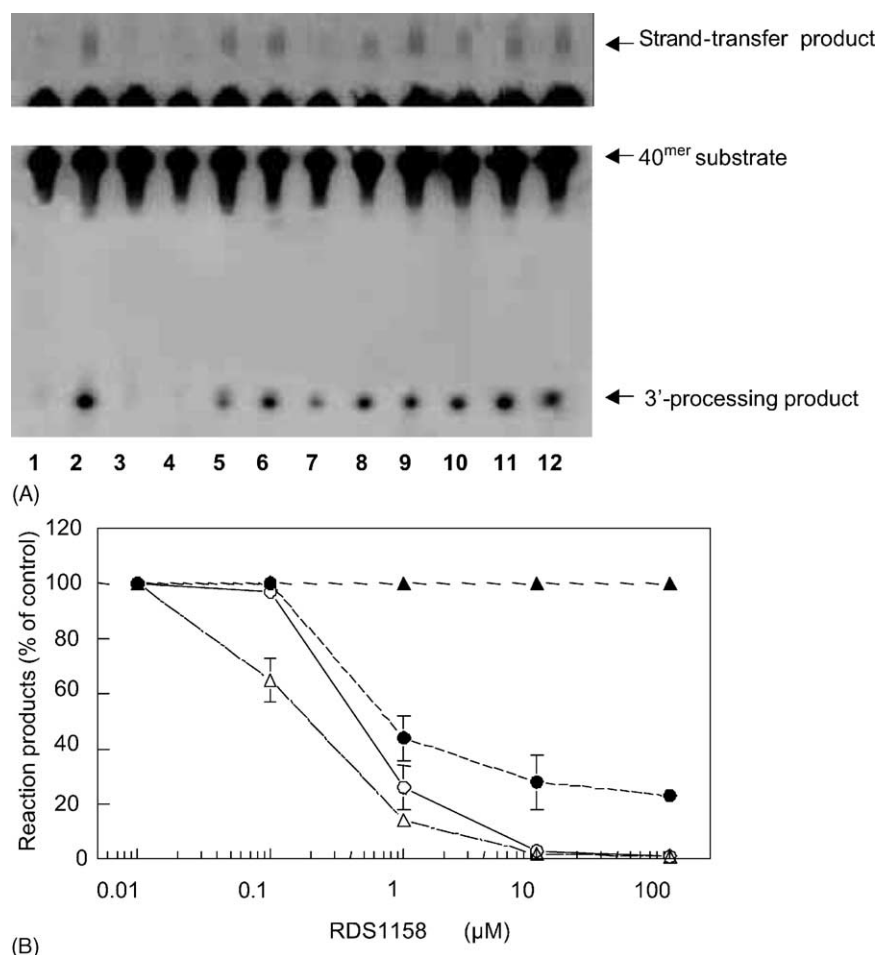 Strand-transfer product
40mer substrate
3'-processing product
1 2 3 4 5 6 7 8 9 10 11 12
(A)
120
100
80
60
40
20
0
Reaction products (% of control)
0.01 0.1 1 10 100
RDS1158 (µM)
(B)